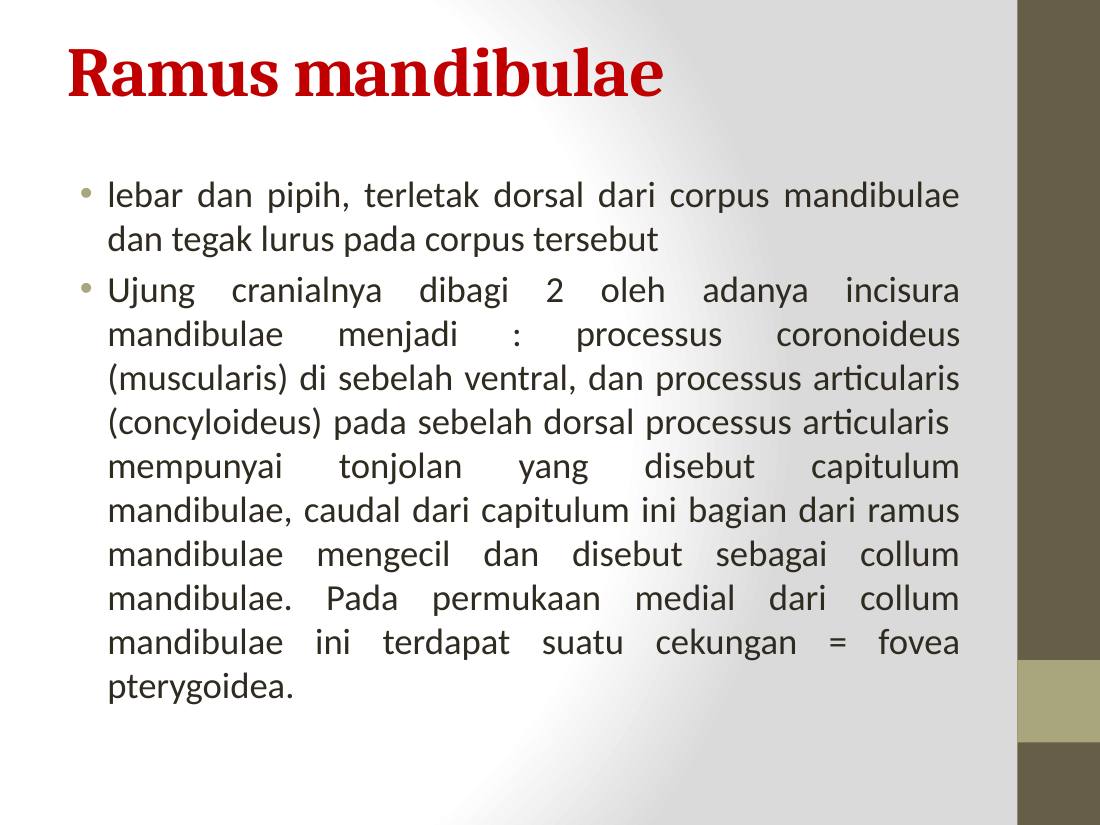 Ramus mandibulae
• lebar dan pipih, terletak dorsal dari corpus mandibulae
dan tegak lurus pada corpus tersebut
• Ujung cranialnya dibagi 2 oleh adanya incisura
mandibulae menjadi : processus coronoideus
(muscularis) di sebelah ventral, dan processus articularis
(concyloideus) pada sebelah dorsal processus articularis
mempunyai tonjolan yang disebut capitulum
mandibulae, caudal dari capitulum ini bagian dari ramus
mandibulae mengecil dan disebut sebagai collum
mandibulae. Pada permukaan medial dari collum
mandibulae ini terdapat suatu cekungan = fovea
pterygoidea.